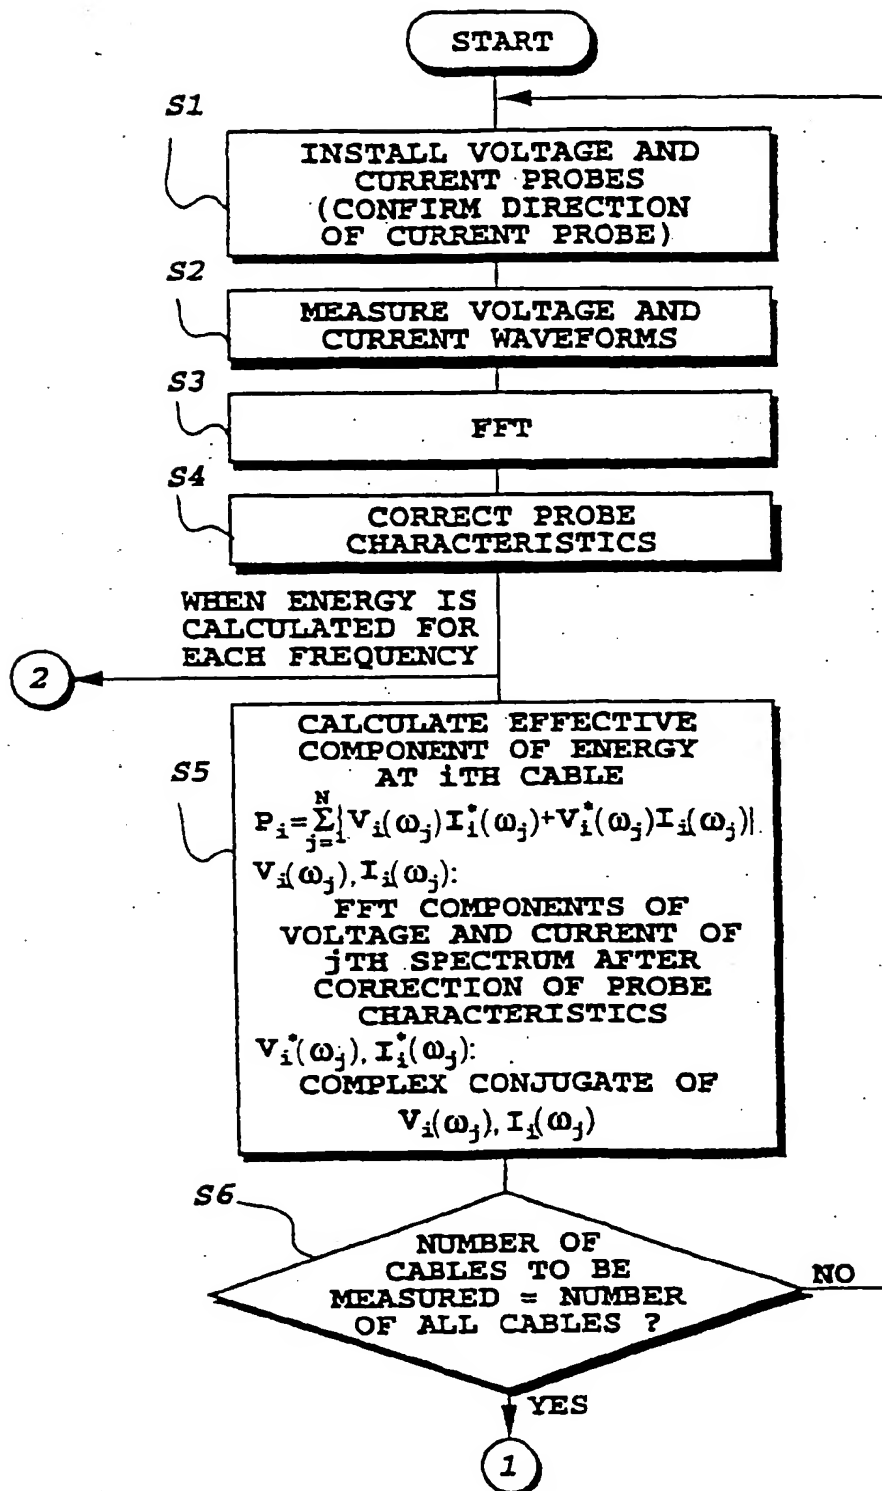 START
S1
INSTALL VOLTAGE AND
CURRENT PROBES
(CONFIRM DIRECTION
OF CURRENT PROBE)
S2
MEASURE VOLTAGE AND
CURRENT WAVEFORMS
S3
FFT
S4
CORRECT PROBE
CHARACTERISTICS
WHEN ENERGY IS
CALCULATED FOR
EACH FREQUENCY
2
S5
CALCULATE EFFECTIVE
COMPONENT OF ENERGY
AT iTH CABLE
P_i=∑_{j=1}^{N}{V_i(ω_j)I_i^*(ω_j)+V_i^*(ω_j)I_i(ω_j)}
V_i(ω_j), I_i(ω_j):
FFT COMPONENTS OF
VOLTAGE AND CURRENT OF
jTH SPECTRUM AFTER
CORRECTION OF PROBE
CHARACTERISTICS
V_i^*(ω_j), I_i^*(ω_j):
COMPLEX CONJUGATE OF
V_i(ω_j), I_i(ω_j)
S6
NUMBER OF
CABLES TO BE
MEASURED = NUMBER
OF ALL CABLES ?
NO
YES
1